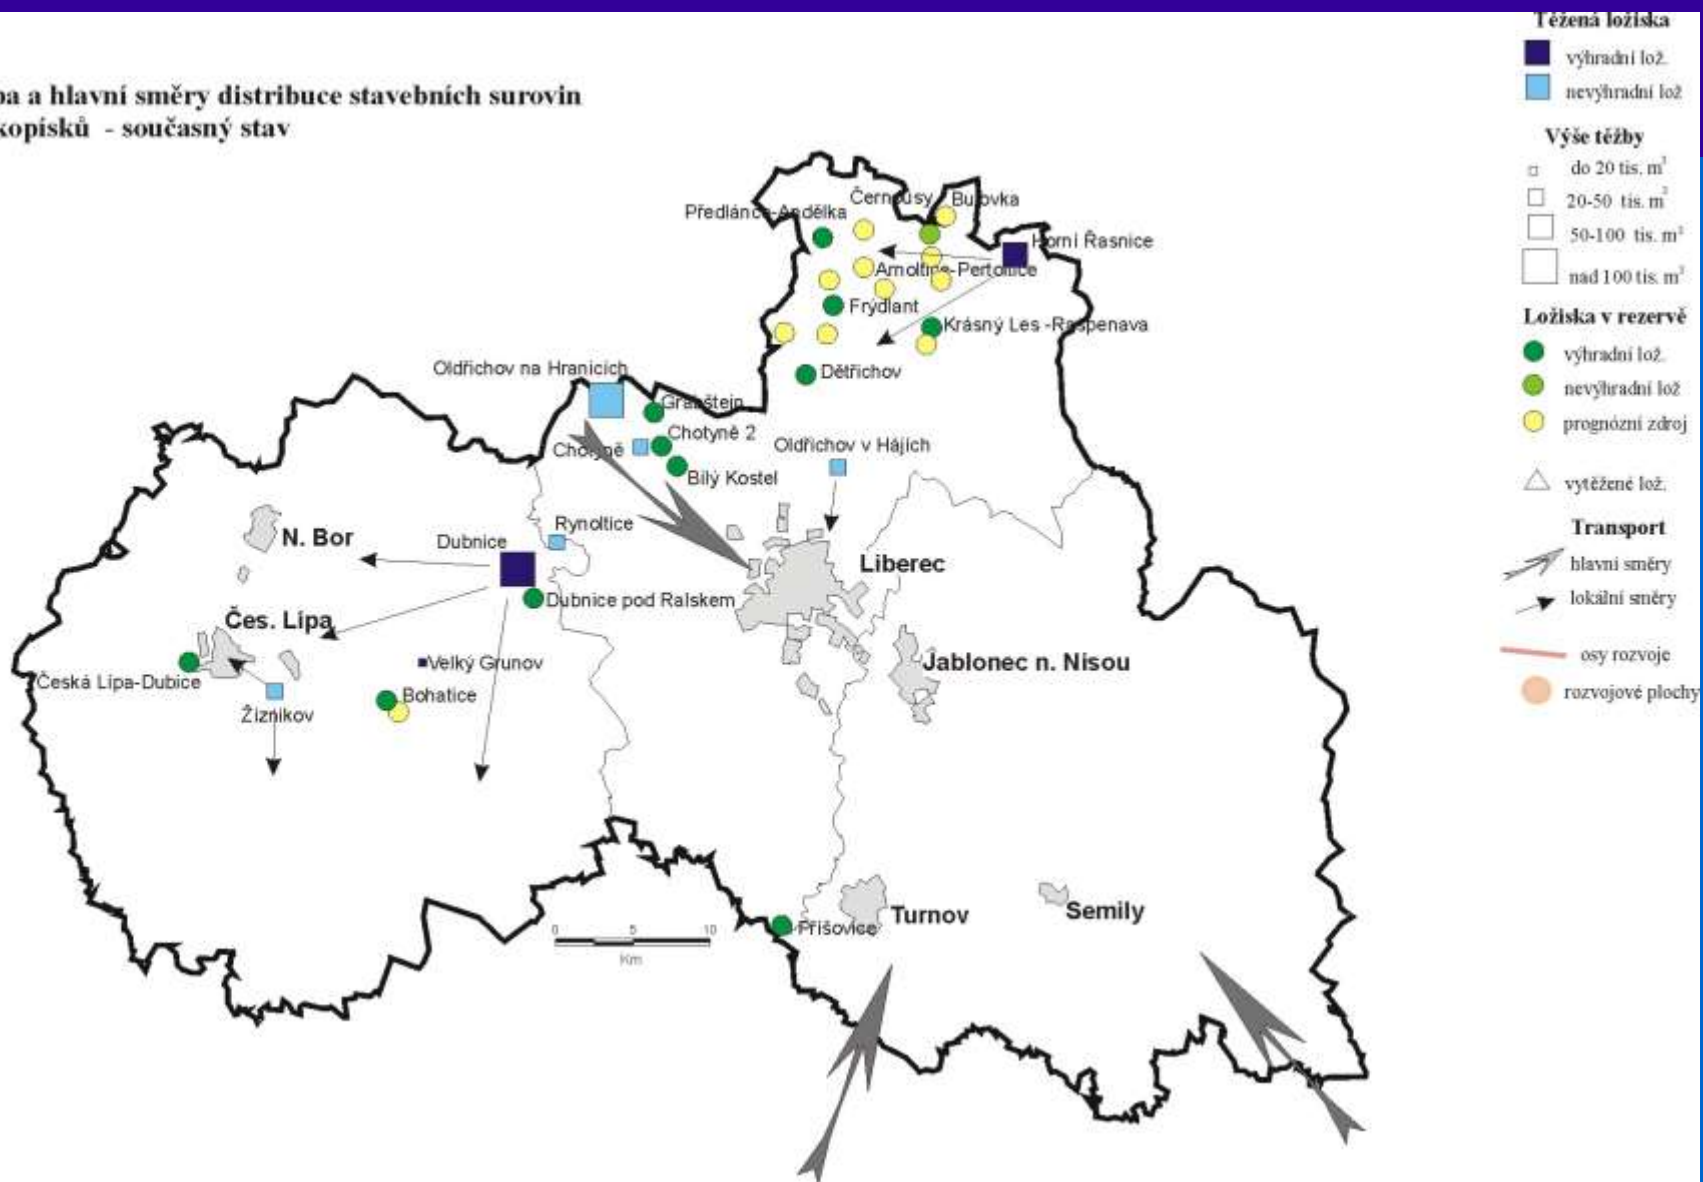 Těžená ložiska
výhradní lož.
nevýhradní lož
pa a hlavní směry distribuce stavebních surovin
kopísků - současný stav
Výše těžby
do 20 tis. m³
20-50 tis. m³
50-100 tis. m³
nad 100 tis. m³
Ložiska v rezervě
výhradní lož.
nevýhradní lož
prognózní zdroj
vytěžené lož.
Transport
hlavní směry
lokální směry
osy rozvoje
rozvojové plochy
Černousy
Bulovka
Předlánce-Andělka
Horní Řasnice
Arnoltice-Pertoltice
Frýdlant
Krásný Les -Raspenava
Dětřichov
Oldřichov na Hranicích
Grabštejn
Chotyně 2
Chotyně
Oldřichov v Hájích
Bílý Kostel
Rynoltice
N. Bor
Dubnice
Liberec
Dubnice pod Ralskem
Čes. Lípa
Velký Grunov
Jablonec n. Nisou
Česká Lípa-Dubice
Bohatice
Žizníkov
Turnov
Semily
Příšovice
0 5 10
Km